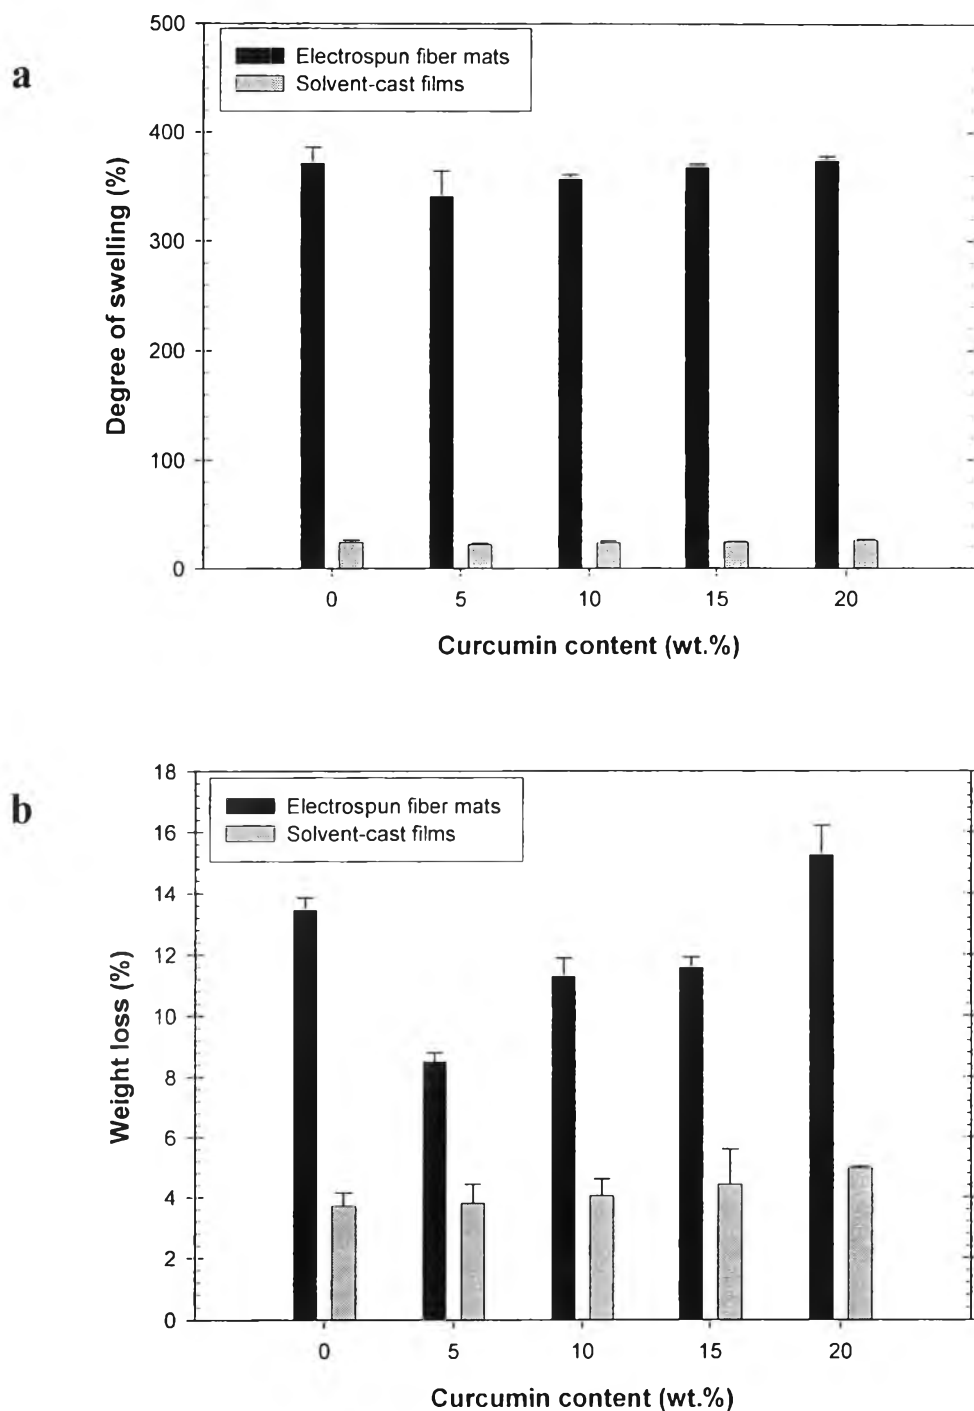 a
500
400
300
200
100
0
Degree of swelling (%)
Electrospun fiber mats
Solvent-cast films
0 5 10 15 20
Curcumin content (wt.%)
b
18
16
14
12
10
8
6
4
2
0
Weight loss (%)
Electrospun fiber mats
Solvent-cast films
0 5 10 15 20
Curcumin content (wt.%)